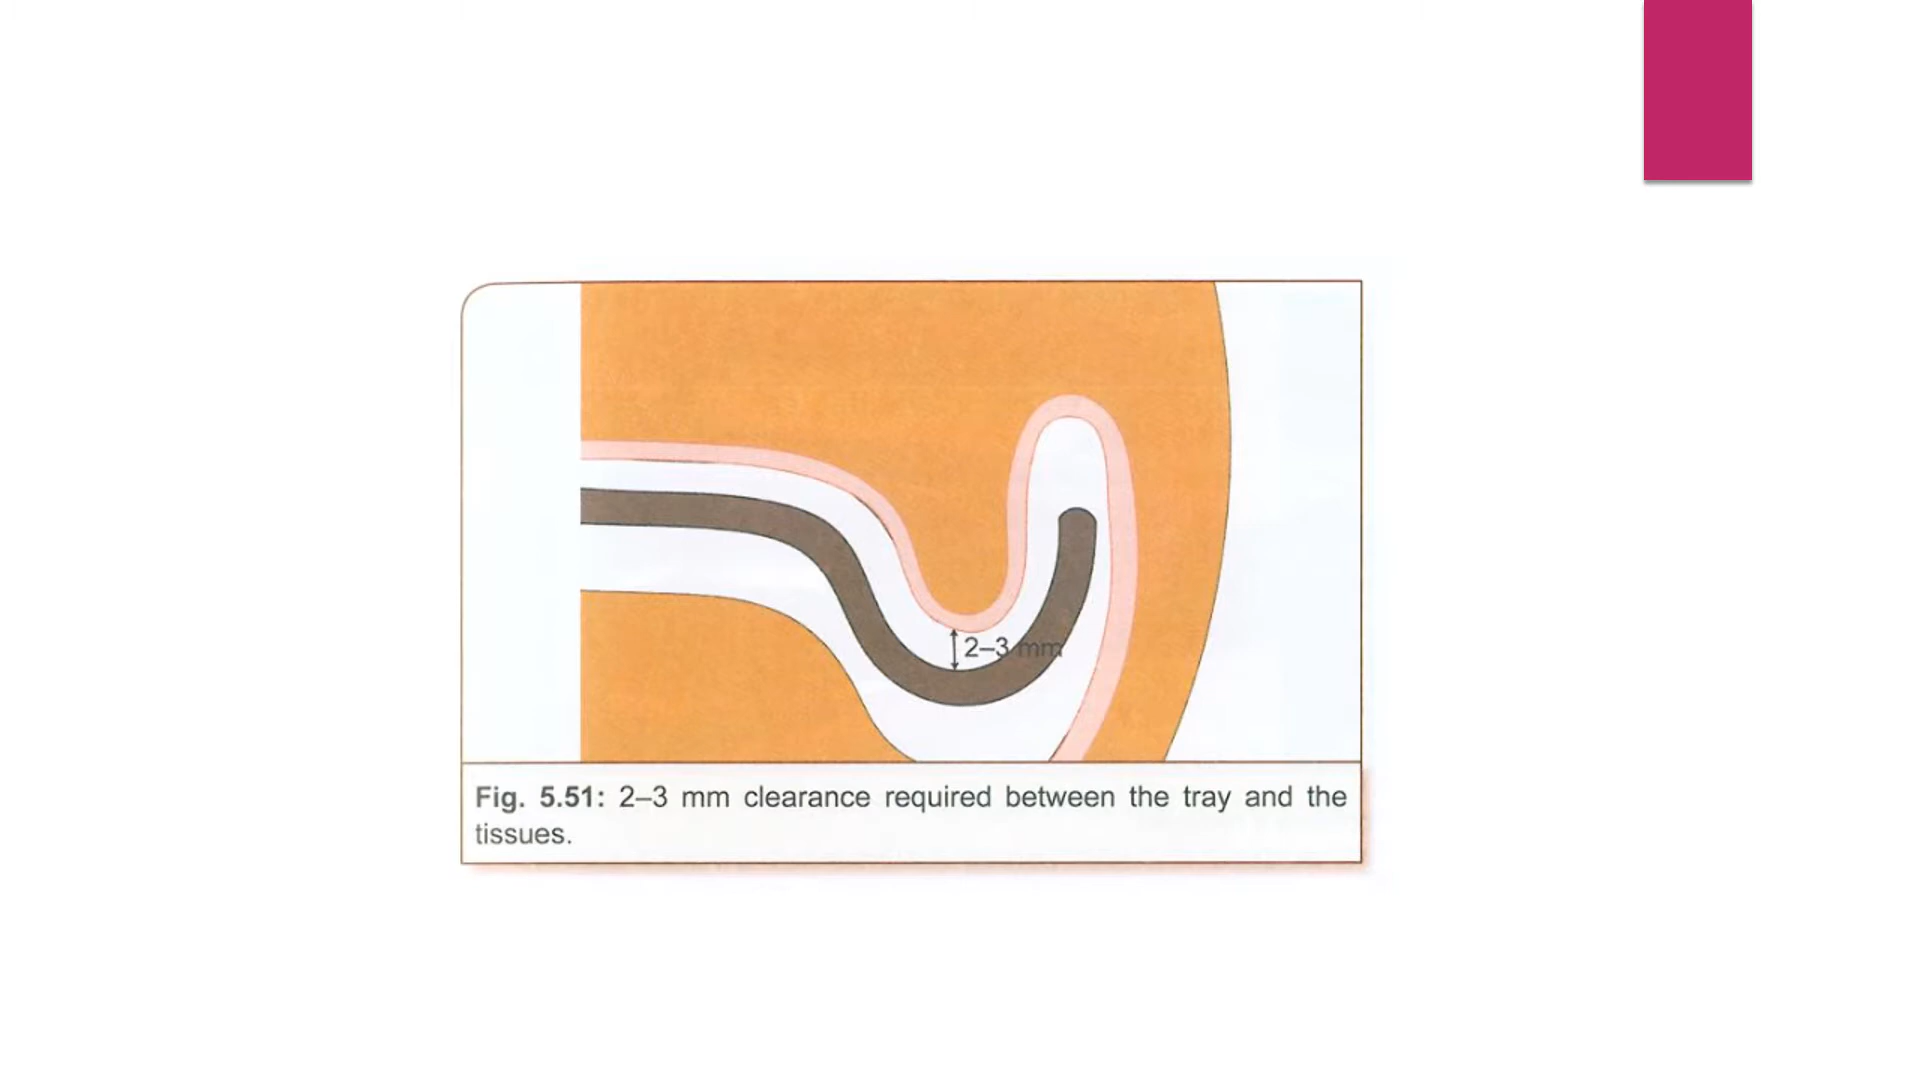 2–3 mm
Fig. 5.51: 2–3 mm clearance required between the tray and the
tissues.